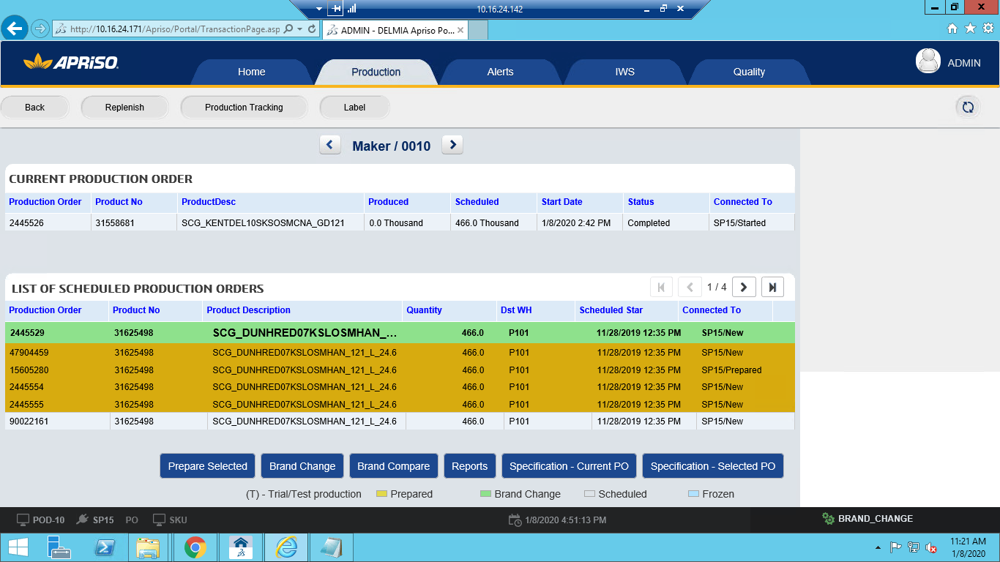 10.16.24.142
http://10.16.24.171/Apriso/Portal/TransactionPage.asp
ADMIN - DELMIA Apriso Po...
APRISO
Home Production Alerts IWS Quality
ADMIN
Back Replenish Production Tracking Label
Maker / 0010
CURRENT PRODUCTION ORDER
Production Order Product No ProductDesc Produced Scheduled Start Date Status Connected To
2445526 31558681 SCG_KENTDEL10SKSOSMCNA_GD121 0.0 Thousand 466.0 Thousand 1/8/2020 2:42 PM Completed SP15/Started
LIST OF SCHEDULED PRODUCTION ORDERS 1 / 4
Production Order Product No Product Description Quantity Dst WH Scheduled Star Connected To
2445529 31625498 SCG_DUNHRED07KSLOSMHAN_... 466.0 P101 11/28/2019 12:35 PM SP15/New
47904459 31625498 SCG_DUNHRED07KSLOSMHAN_121_L_24.6 466.0 P101 11/28/2019 12:35 PM SP15/New
15605280 31625498 SCG_DUNHRED07KSLOSMHAN_121_L_24.6 466.0 P101 11/28/2019 12:35 PM SP15/Prepared
2445554 31625498 SCG_DUNHRED07KSLOSMHAN_121_L_24.6 466.0 P101 11/28/2019 12:35 PM SP15/New
2445555 31625498 SCG_DUNHRED07KSLOSMHAN_121_L_24.6 466.0 P101 11/28/2019 12:35 PM SP15/New
90022161 31625498 SCG_DUNHRED07KSLOSMHAN_121_L_24.6 466.0 P101 11/28/2019 12:35 PM SP15/New
Prepare Selected Brand Change Brand Compare Reports Specification - Current PO Specification - Selected PO
(T) - Trial/Test production Prepared Brand Change Scheduled Frozen
POD-10 SP15 PO SKU 1/8/2020 4:51:13 PM BRAND_CHANGE
11:21 AM
1/8/2020